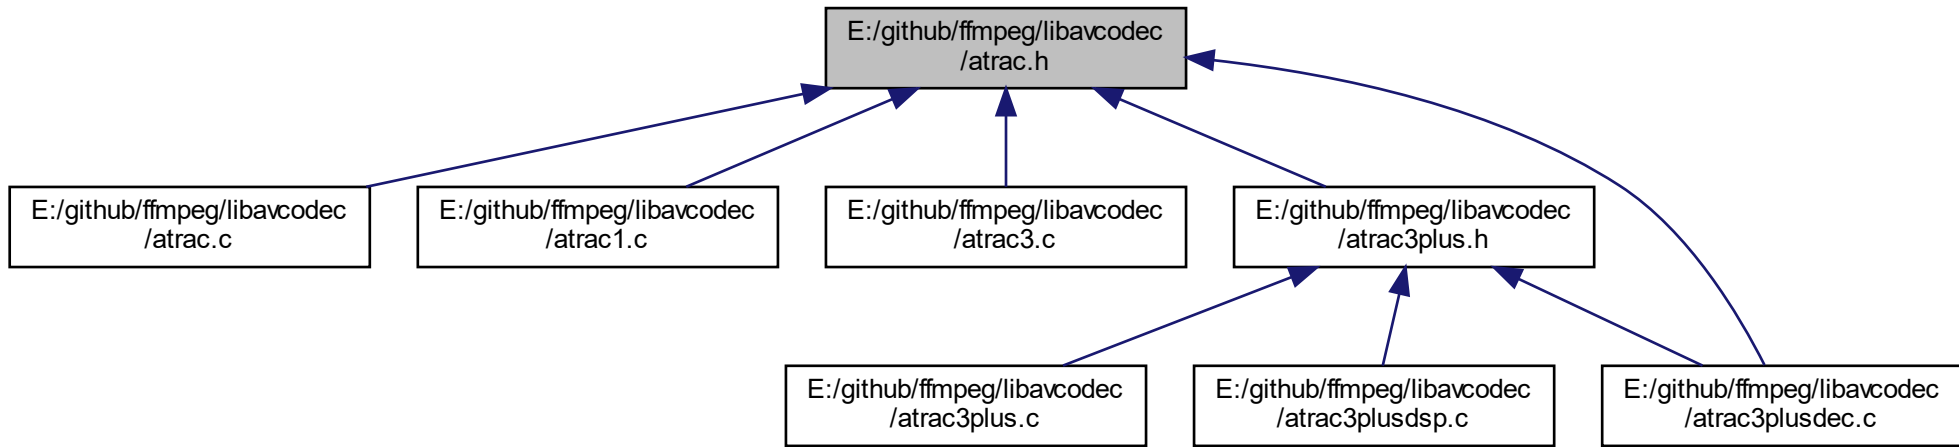 E:/github/ffmpeg/libavcodec
/atrac.h
E:/github/ffmpeg/libavcodec
/atrac.c
E:/github/ffmpeg/libavcodec
/atrac1.c
E:/github/ffmpeg/libavcodec
/atrac3.c
E:/github/ffmpeg/libavcodec
/atrac3plus.h
E:/github/ffmpeg/libavcodec
/atrac3plus.c
E:/github/ffmpeg/libavcodec
/atrac3plusdsp.c
E:/github/ffmpeg/libavcodec
/atrac3plusdec.c